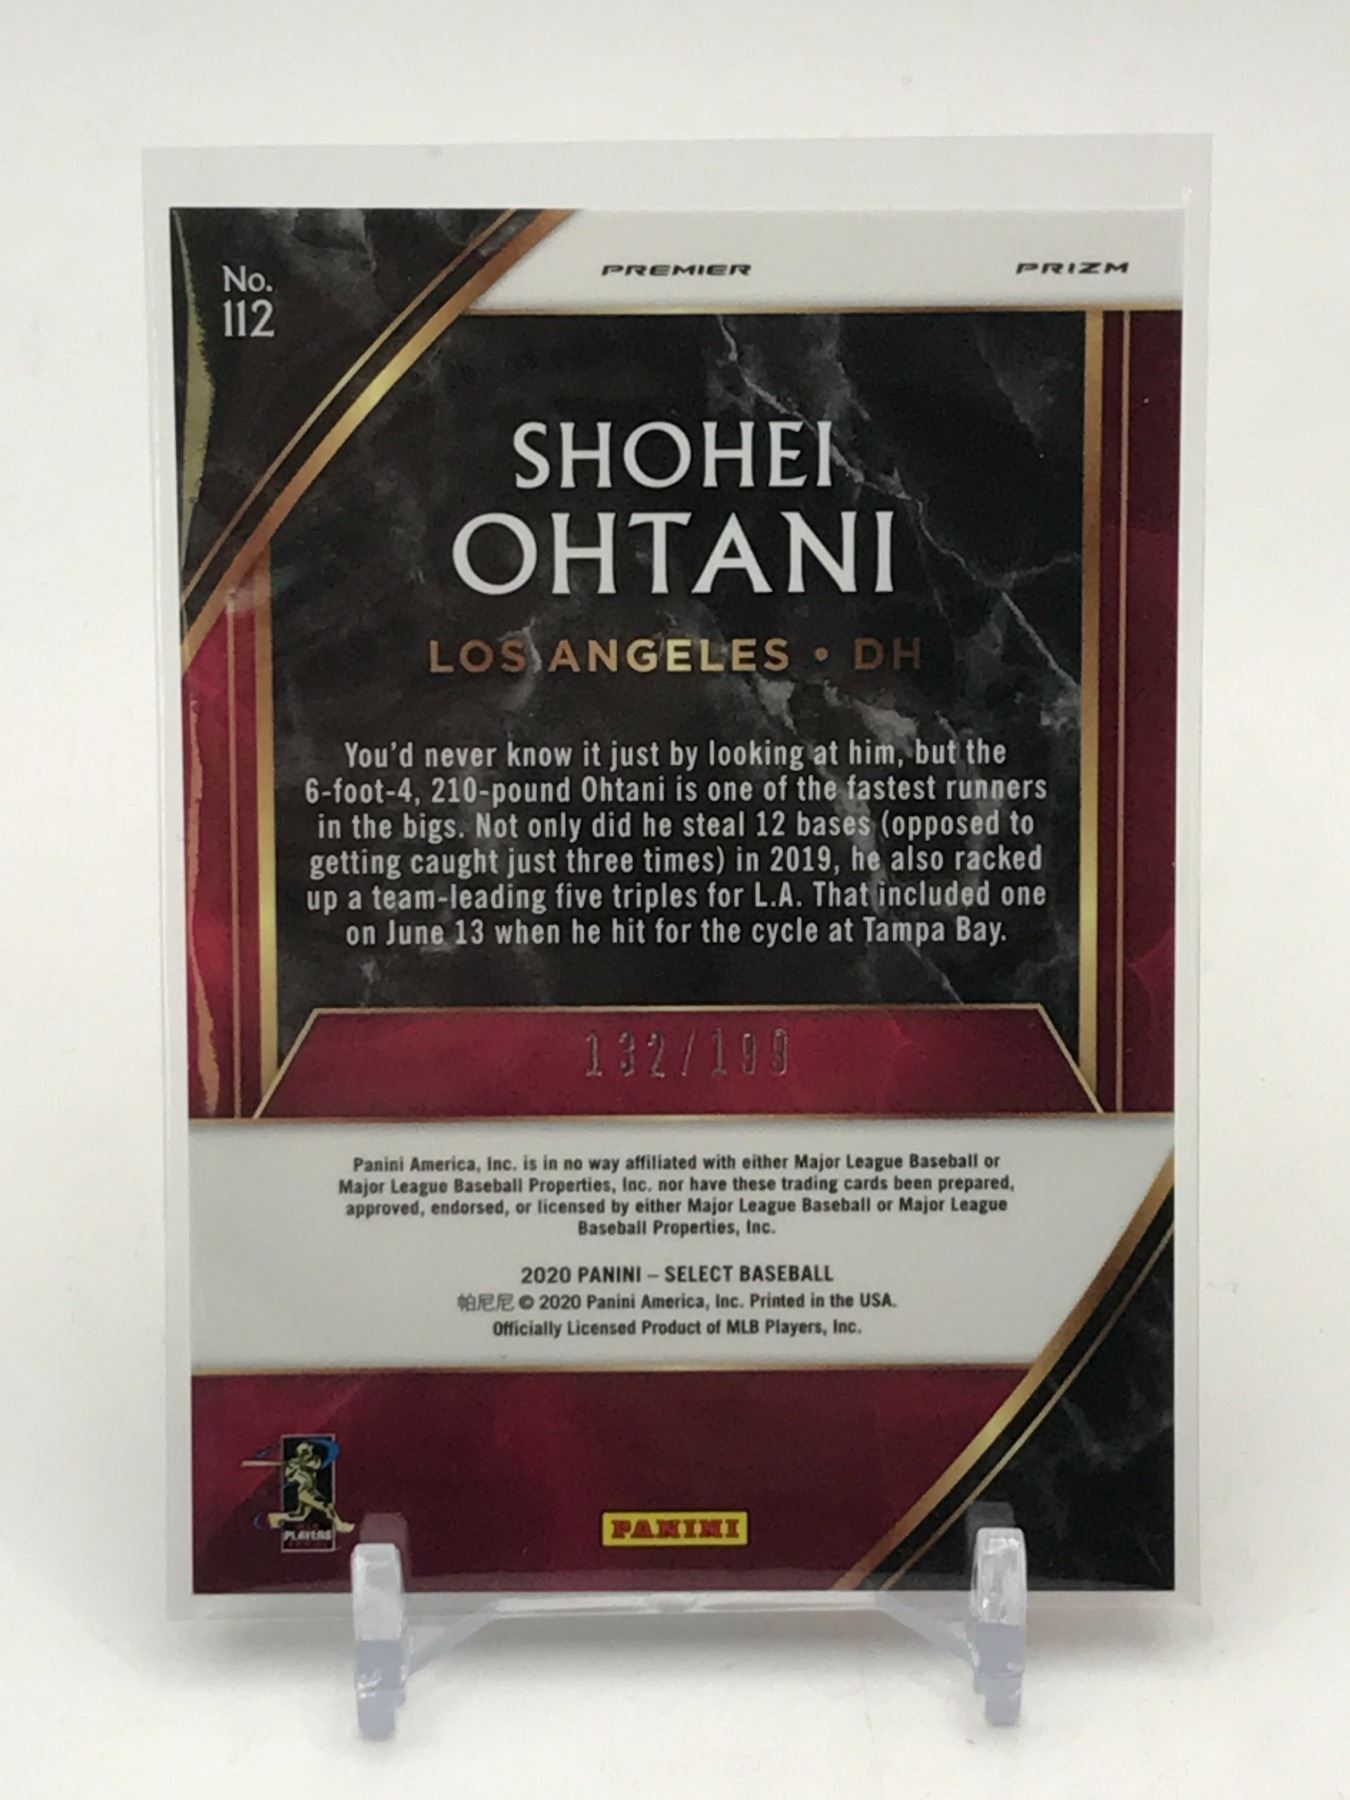 No.
112
PREMIER
PRIZM
SHOHEI
OHTANI
LOS ANGELES • DH
You'd never know it just by looking at him, but the
6-foot-4, 210-pound Ohtani is one of the fastest runners
in the bigs. Not only did he steal 12 bases (opposed to
getting caught just three times) in 2019, he also racked
up a team-leading five triples for L.A. That included one
on June 13 when he hit for the cycle at Tampa Bay.
132/199
Panini America, Inc. is in no way affiliated with either Major League Baseball or
Major League Baseball Properties, Inc. nor have these trading cards been prepared,
approved, endorsed, or licensed by either Major League Baseball or Major League
Baseball Properties, Inc.
2020 PANINI – SELECT BASEBALL
帕尼尼 © 2020 Panini America, Inc. Printed in the USA.
Officially Licensed Product of MLB Players, Inc.
PLAYERS
PANINI